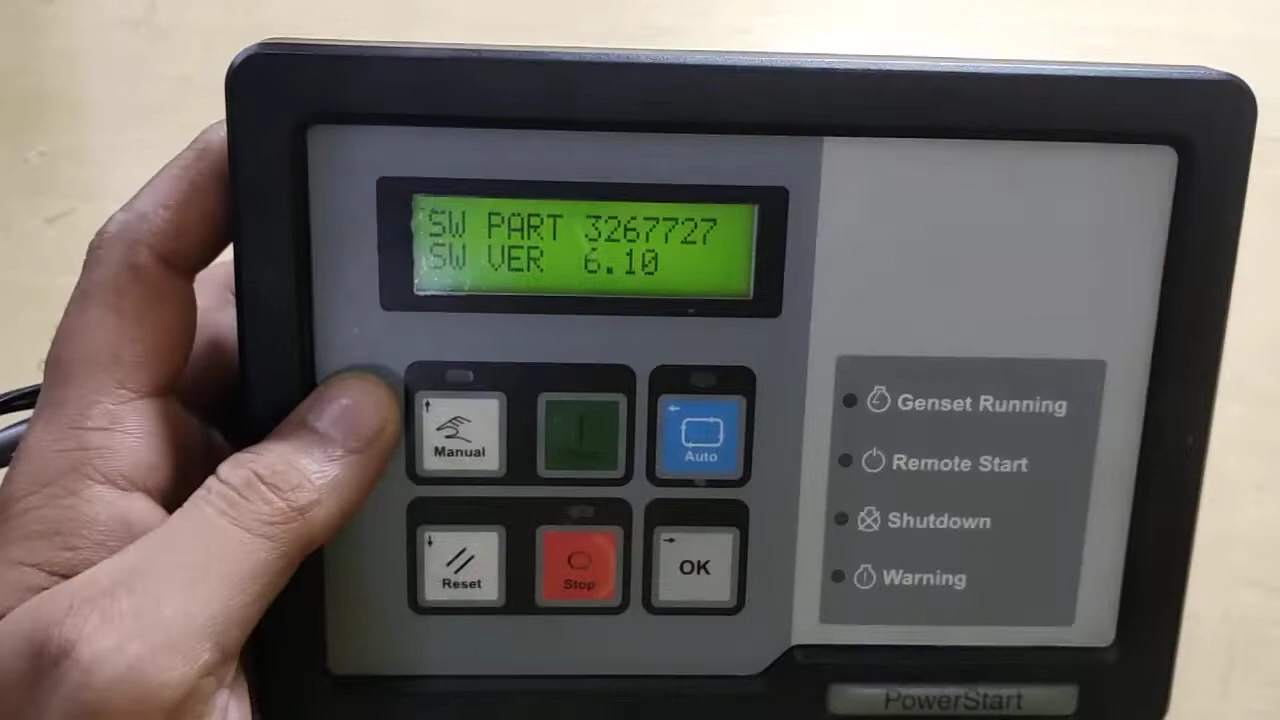 SW PART 3267727
SW VER 6.10
Manual
Auto
Reset
Stop
OK
Genset Running
Remote Start
Shutdown
Warning
PowerStart